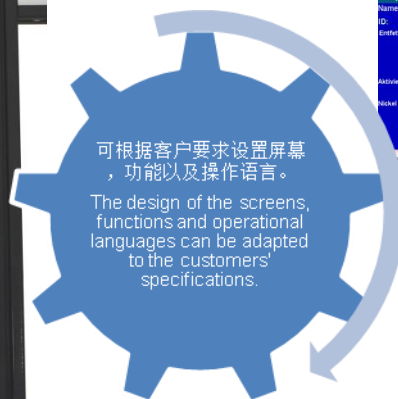 Name
ID:
Entfet
Aktivie
Nickel
可根据客户要求设置屏幕
，功能以及操作语言。
The design of the screens,
functions and operational
languages can be adapted
to the customers'
specifications.